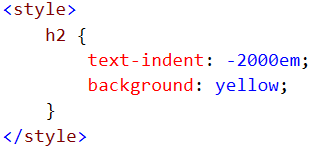 <style>
h2 {
text-indent: -2000em;
background: yellow;
}
</style>